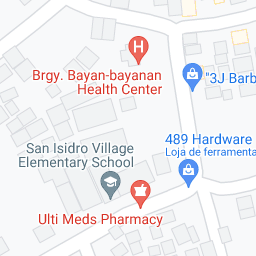 H
Brgy. Bayan-bayanan
Health Center
"3J Barb
489 Hardware
Loja de ferramenta
San Isidro Village
Elementary School
Ulti Meds Pharmacy